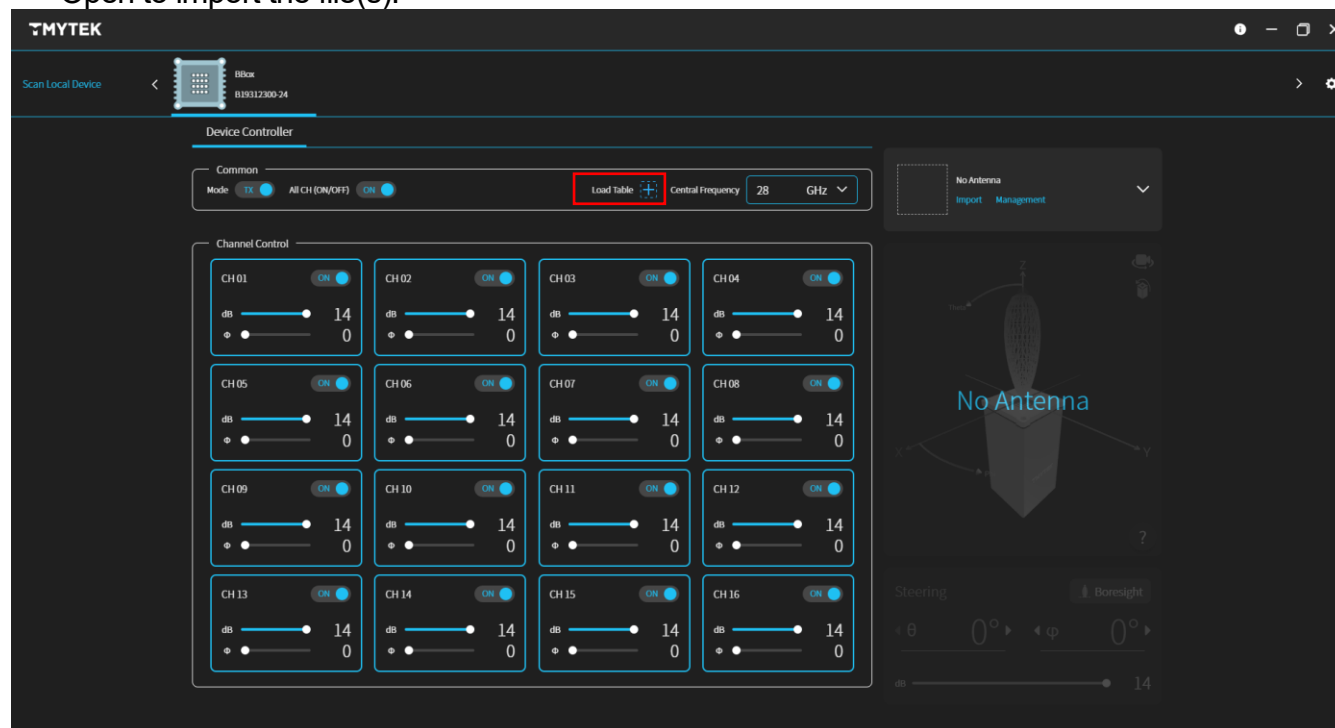 Open to import the file(s).
TMYTEK
Scan Local Device
BBox
B19312300-24
Device Controller
Common
Mode TX All CH (ON/OFF) ON Load Table Central Frequency 28 GHz
No Antenna
Import Management
Channel Control
CH 01 ON CH 02 ON CH 03 ON CH 04 ON
dB 14 dB 14 dB 14 dB 14
Φ 0 Φ 0 Φ 0 Φ 0
CH 05 ON CH 06 ON CH 07 ON CH 08 ON
dB 14 dB 14 dB 14 dB 14
Φ 0 Φ 0 Φ 0 Φ 0
CH 09 ON CH 10 ON CH 11 ON CH 12 ON
dB 14 dB 14 dB 14 dB 14
Φ 0 Φ 0 Φ 0 Φ 0
CH 13 ON CH 14 ON CH 15 ON CH 16 ON
dB 14 dB 14 dB 14 dB 14
Φ 0 Φ 0 Φ 0 Φ 0
Z
Theta
No Antenna
X Y
?
Steering Boresight
θ 0° φ 0°
dB 14